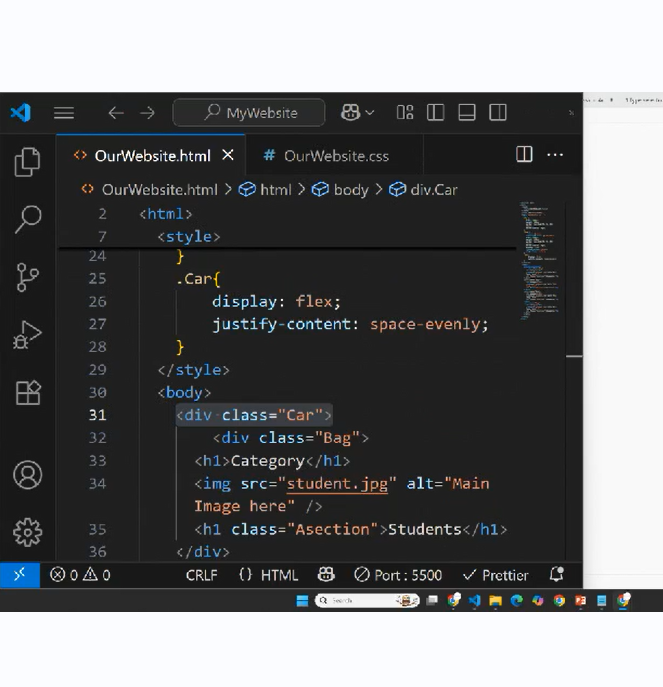 MyWebsite
OurWebsite.html
# OurWebsite.css
OurWebsite.html > html > body > div.Car
2 <html>
7 <style>
24 }
25 .Car{
26 display: flex;
27 justify-content: space-evenly;
28 }
29 </style>
30 <body>
31 <div class="Car">
32 <div class="Bag">
33 <h1>Category</h1>
34 <img src="student.jpg" alt="Main
Image here" />
35 <h1 class="Asection">Students</h1>
36 </div>
0 0 CRLF {} HTML Port : 5500 Prettier
Search